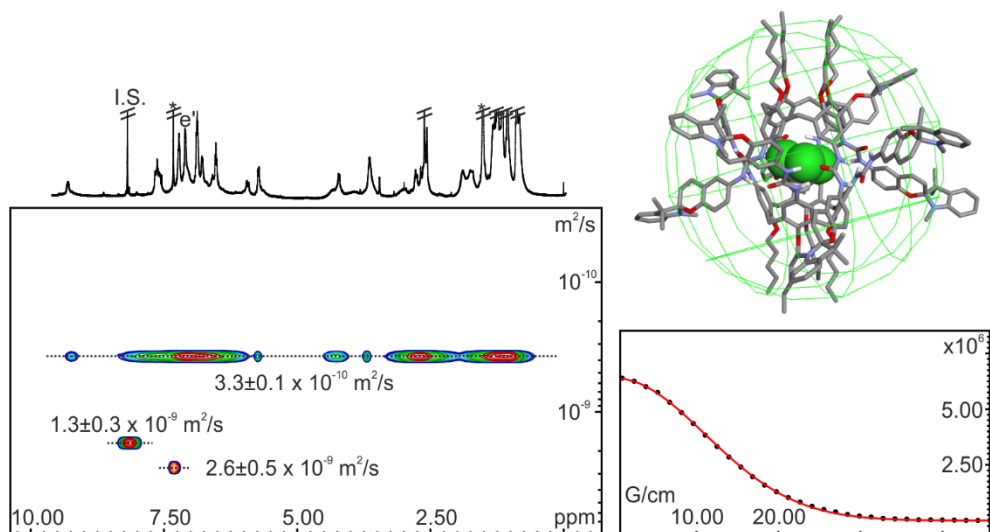 I.S.
*
e'
*
m²/s
10⁻¹⁰
3.3±0.1 x 10⁻¹⁰ m²/s
10⁻⁹
1.3±0.3 x 10⁻⁹ m²/s
2.6±0.5 x 10⁻⁹ m²/s
10.00 7.50 5.00 2.50 ppm
x10⁶
5.00
2.50
G/cm
10.00 20.00